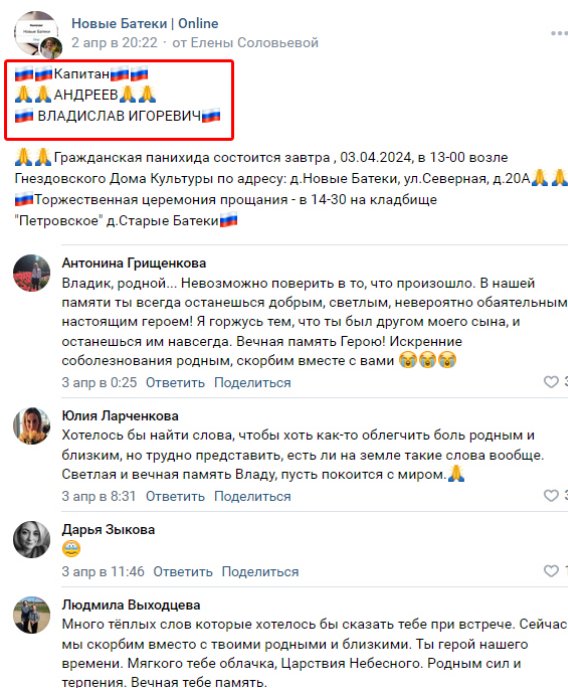 Новые Батеки | Online
2 апр в 20:22 · от Елены Соловьевой
🇷🇺🇷🇺Капитан🇷🇺🇷🇺
🙏🙏АНДРЕЕВ🙏🙏
🇷🇺 ВЛАДИСЛАВ ИГОРЕВИЧ🇷🇺
🙏🙏Гражданская панихида состоится завтра , 03.04.2024, в 13-00 возле
Гнездовского Дома Культуры по адресу: д.Новые Батеки, ул.Северная, д.20А🙏🙏
🇷🇺Торжественная церемония прощания - в 14-30 на кладбище
"Петровское" д.Старые Батеки🇷🇺
Антонина Грищенкова
Владик, родной... Невозможно поверить в то, что произошло. В нашей
памяти ты всегда останешься добрым, светлым, невероятно обаятельным
настоящим героем! Я горжусь тем, что ты был другом моего сына, и
останешься им навсегда. Вечная память Герою! Искренние
соболезнования родным, скорбим вместе с вами 😭😭😭
3 апр в 0:25 Ответить Поделиться
Юлия Ларченкова
Хотелось бы найти слова, чтобы хоть как-то облегчить боль родным и
близким, но трудно представить, есть ли на земле такие слова вообще.
Светлая и вечная память Владу, пусть покоится с миром.🙏
3 апр в 8:31 Ответить Поделиться
Дарья Зыкова
3 апр в 11:46 Ответить Поделиться
Людмила Выходцева
Много тёплых слов которые хотелось бы сказать тебе при встрече. Сейчас
мы скорбим вместо с твоими родными и близкими. Ты герой нашего
времени. Мягкого тебе облачка, Царствия Небесного. Родным сил и
терпения. Вечная тебе память.